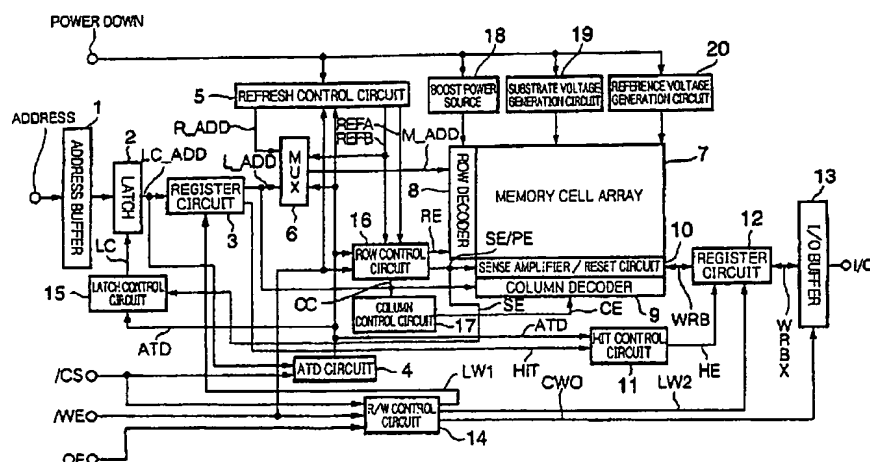 POWER DOWN
18
19
20
BOOST POWER SOURCE
SUBSTRATE VOLTAGE GENERATION CIRCUIT
REFERENCE VOLTAGE GENERATION CIRCUIT
5
REFRESH CONTROL CIRCUIT
ADDRESS
1
ADDRESS BUFFER
2
LATCH
LC_ADD
R_ADD
REFA
REFB
M_ADD
L_ADD
MUX
6
REGISTER CIRCUIT
3
8
ROW DECODER
MEMORY CELL ARRAY
7
13
LC
16
ROW CONTROL CIRCUIT
RE
SE/PE
10
12
REGISTER CIRCUIT
I/O BUFFER
I/O
SENSE AMPLIFIER / RESET CIRCUIT
COLUMN DECODER
9
15
LATCH CONTROL CIRCUIT
CC
COLUMN CONTROL CIRCUIT
17
SE
CE
WRB
WRBX
ATD
ATD
HIT
HIT CONTROL CIRCUIT
11
HE
/CS
ATD CIRCUIT
4
LW1
CWO
LW2
/WE
R/W CONTROL CIRCUIT
14